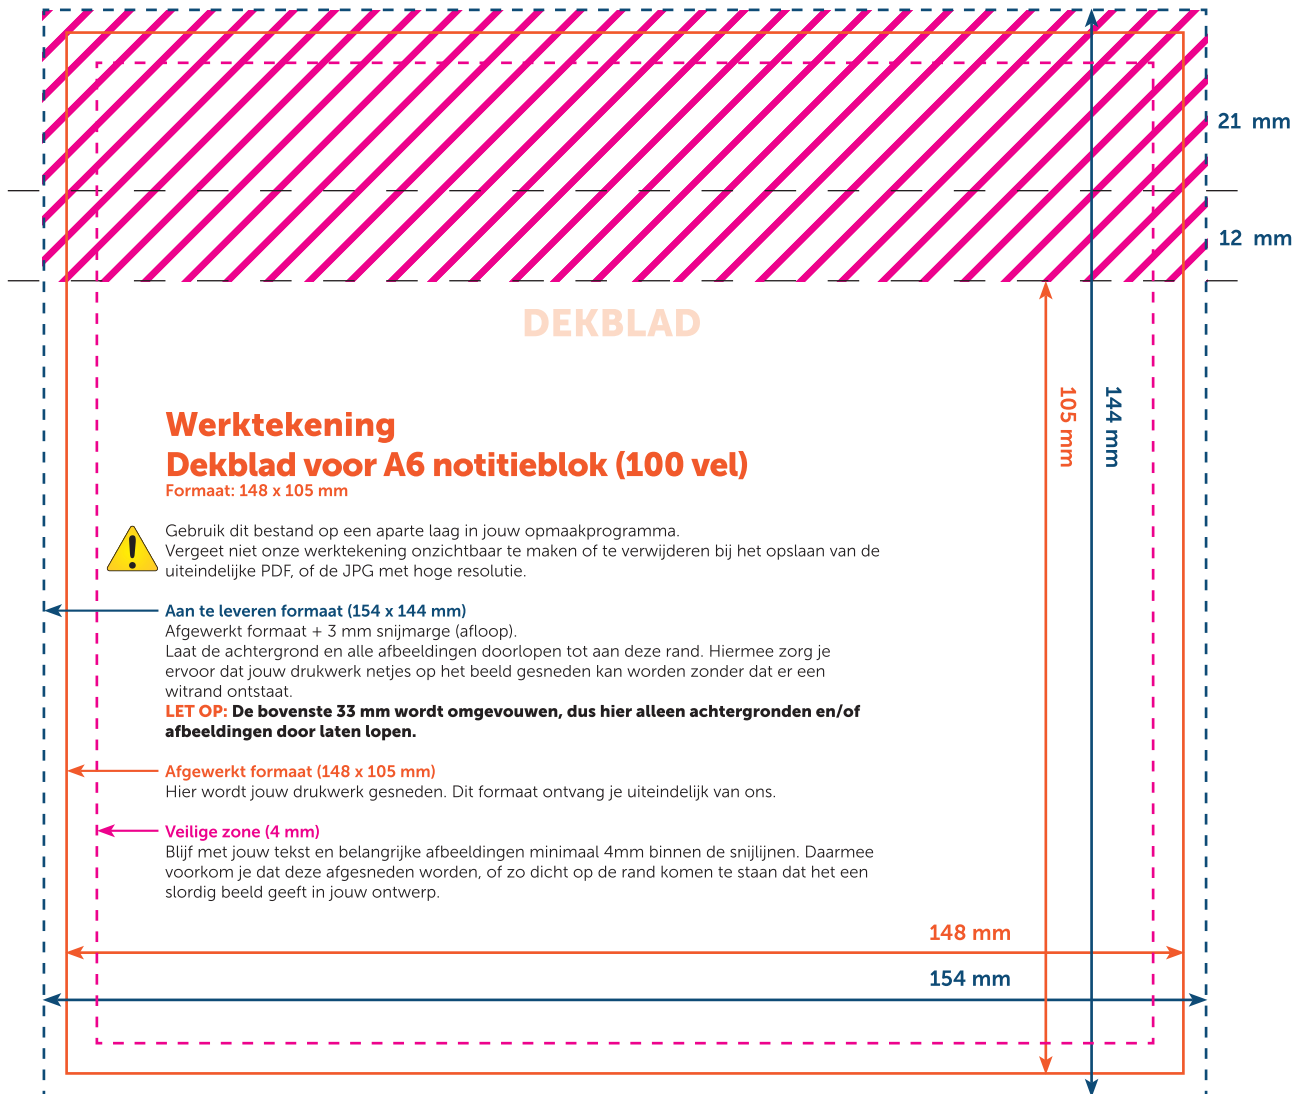 21 mm
12 mm
DEKBLAD
105 mm
144 mm
Werktekening
Dekblad voor A6 notitieblok (100 vel)
Formaat: 148 x 105 mm
Gebruik dit bestand op een aparte laag in jouw opmaakprogramma.
Vergeet niet onze werktekening onzichtbaar te maken of te verwijderen bij het opslaan van de
uiteindelijke PDF, of de JPG met hoge resolutie.
Aan te leveren formaat (154 x 144 mm)
Afgewerkt formaat + 3 mm snijmarge (afloop).
Laat de achtergrond en alle afbeeldingen doorlopen tot aan deze rand. Hiermee zorg je
ervoor dat jouw drukwerk netjes op het beeld gesneden kan worden zonder dat er een
witrand ontstaat.
LET OP: De bovenste 33 mm wordt omgevouwen, dus hier alleen achtergronden en/of
afbeeldingen door laten lopen.
Afgewerkt formaat (148 x 105 mm)
Hier wordt jouw drukwerk gesneden. Dit formaat ontvang je uiteindelijk van ons.
Veilige zone (4 mm)
Blijf met jouw tekst en belangrijke afbeeldingen minimaal 4mm binnen de snijlijnen. Daarmee
voorkom je dat deze afgesneden worden, of zo dicht op de rand komen te staan dat het een
slordig beeld geeft in jouw ontwerp.
148 mm
154 mm